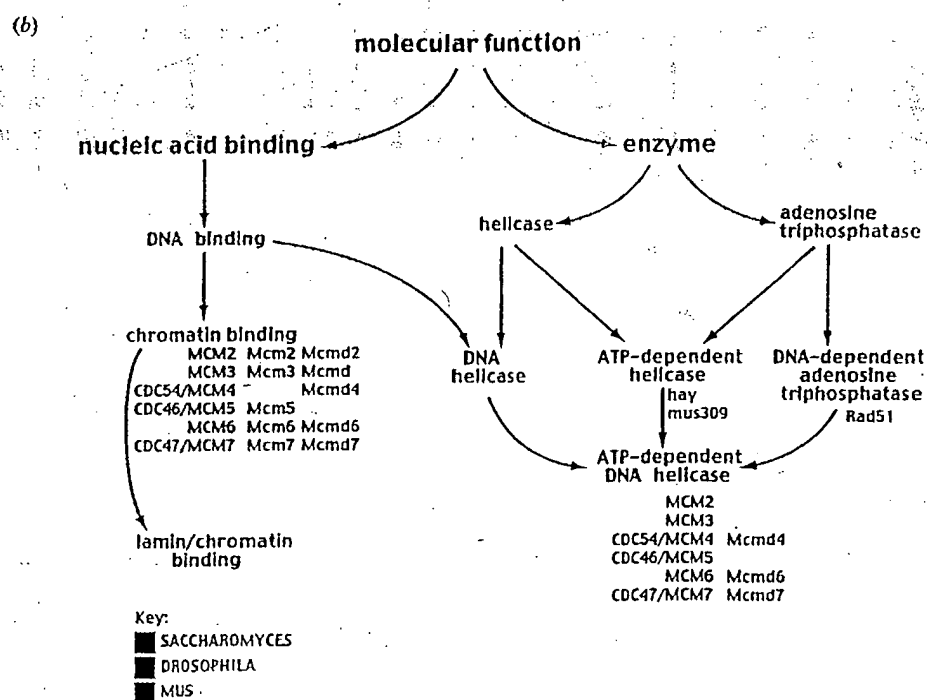 (b)
molecular function
nucleic acid binding
enzyme
DNA binding
helicase
adenosine
triphosphatase
chromatin binding
MCM2 Mcm2 Mcmd2
MCM3 Mcm3 Mcmd
CDC54/MCM4 Mcmd4
CDC46/MCM5 Mcm5
MCM6 Mcm6 Mcmd6
CDC47/MCM7 Mcm7 Mcmd7
DNA
helicase
ATP-dependent
helicase
hay
mus309
DNA-dependent
adenosine
triphosphatase
Rad51
ATP-dependent
DNA helicase
MCM2
MCM3
CDC54/MCM4 Mcmd4
CDC46/MCM5
MCM6 Mcmd6
CDC47/MCM7 Mcmd7
lamin/chromatin
binding
Key:
SACCHAROMYCES
DROSOPHILA
MUS